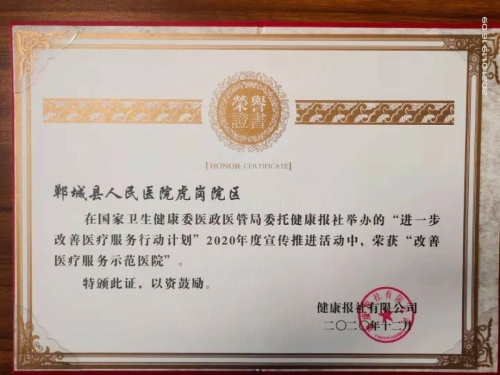 荣誉
證書
HONOR CERTIFICATE
郸城县人民医院虎岗院区
在国家卫生健康委医政医管局委托健康报社举办的“进一步
改善医疗服务行动计划”2020年度宣传推进活动中，荣获“改善
医疗服务示范医院”。
特颁此证，以资鼓励。
健康报社有限公司
二〇二〇年十二月